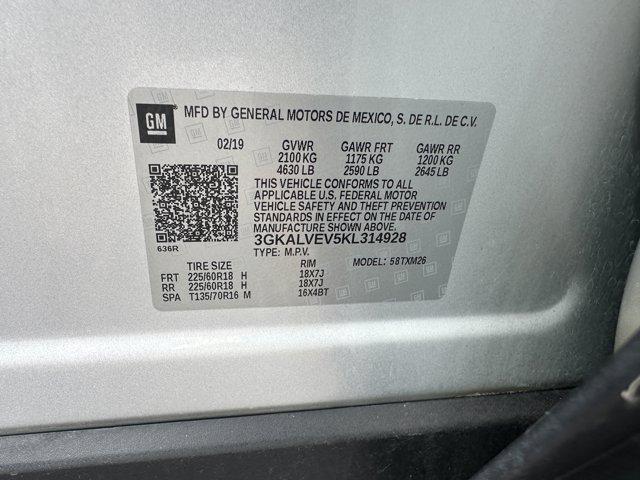 GM
MFD BY GENERAL MOTORS DE MEXICO, S. DE R.L. DE C.V.
02/19 GVWR GAWR FRT GAWR RR
2100 KG 1175 KG 1200 KG
4630 LB 2590 LB 2645 LB
THIS VEHICLE CONFORMS TO ALL
APPLICABLE U.S. FEDERAL MOTOR
VEHICLE SAFETY AND THEFT PREVENTION
STANDARDS IN EFFECT ON THE DATE OF
MANUFACTURE SHOWN ABOVE.
3GKALVEV5KL314928
636R
TYPE: M.P.V. MODEL: 58TXM26
TIRE SIZE RIM
FRT 225/60R18 H 18X7J
RR 225/60R18 H 18X7J
SPA T135/70R16 M 16X4BT